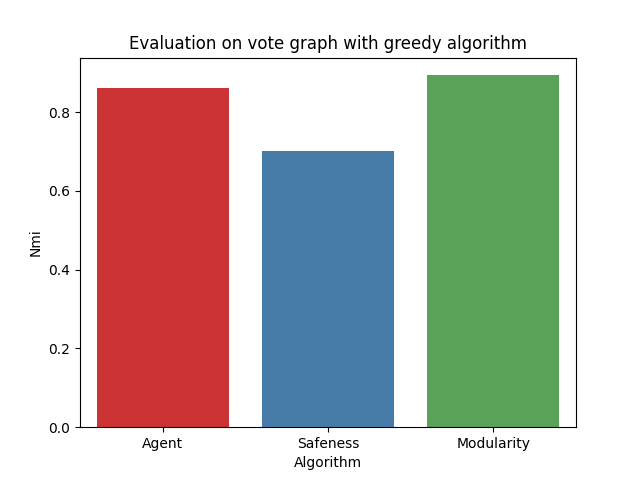 Evaluation on vote graph with greedy algorithm
0.8
0.6
0.4
0.2
0.0
Nmi
Agent Safeness Modularity
Algorithm